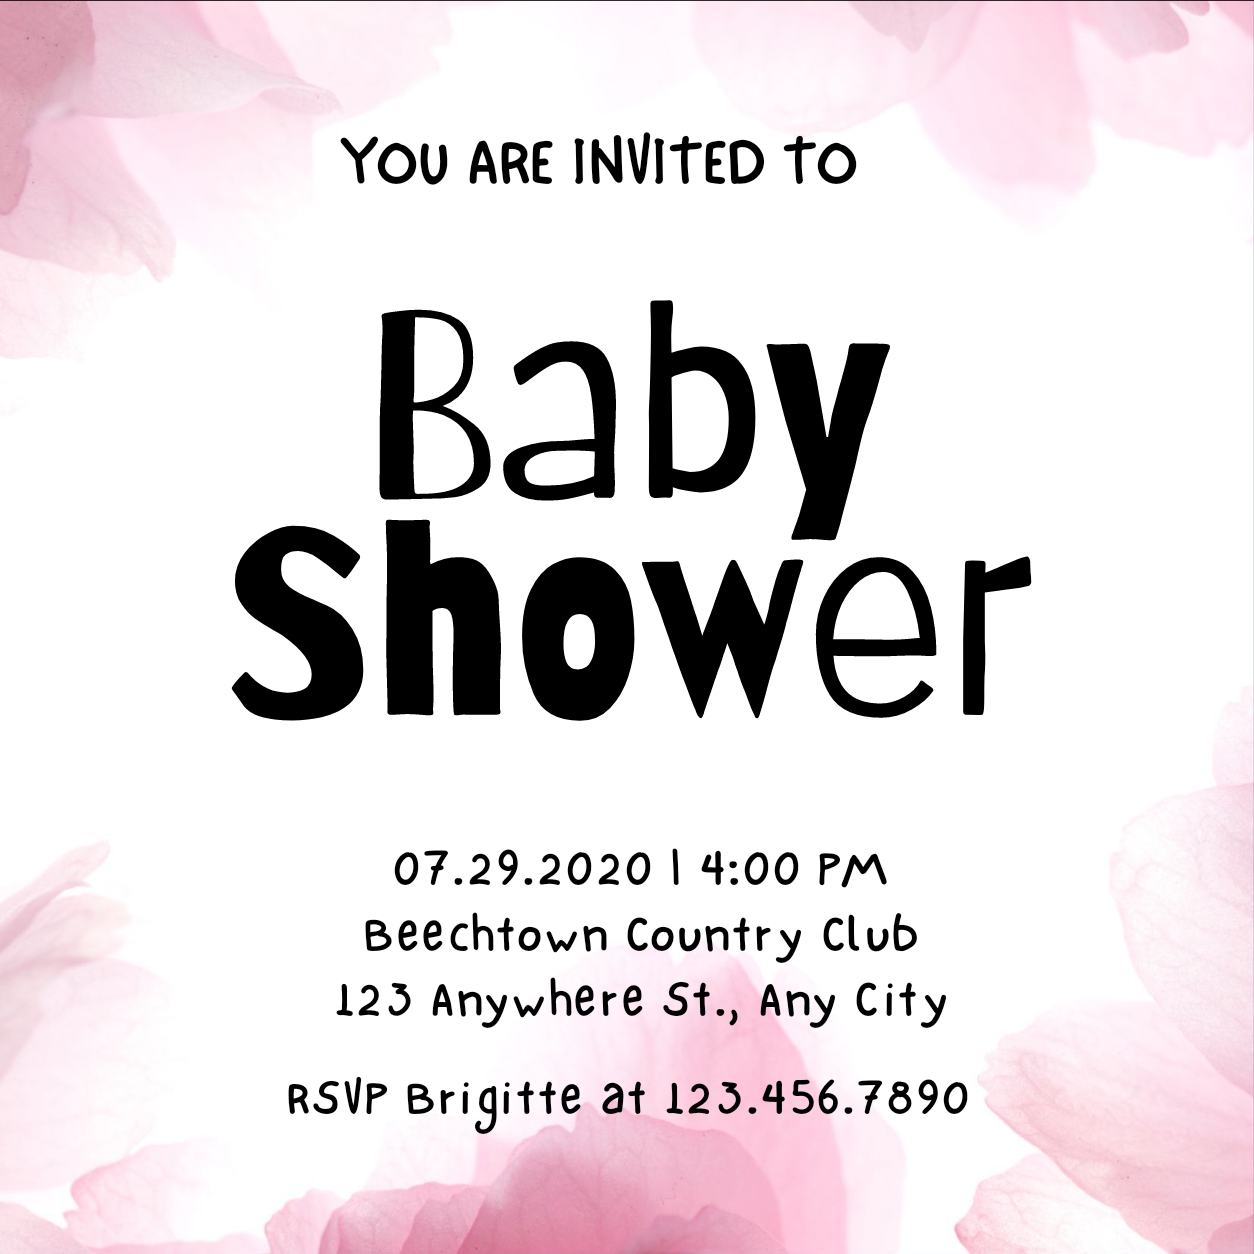 YOU ARE INVITED TO
Baby
Shower
07.29.2020 | 4:00 PM
Beechtown Country Club
123 Anywhere St., Any City
RSVP Brigitte at 123.456.7890